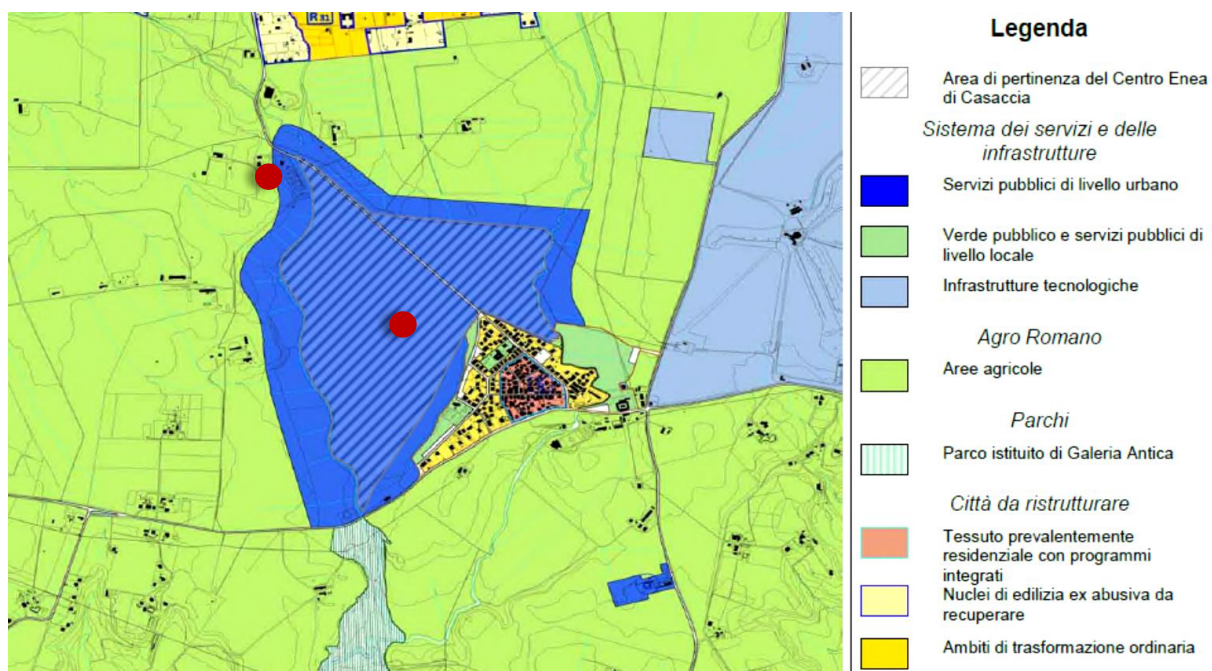 R 81
Legenda
Area di pertinenza del Centro Enea
di Casaccia
Sistema dei servizi e delle
infrastrutture
Servizi pubblici di livello urbano
Verde pubblico e servizi pubblici di
livello locale
Infrastrutture tecnologiche
Agro Romano
Aree agricole
Parchi
Parco istituito di Galeria Antica
Città da ristrutturare
Tessuto prevalentemente
residenziale con programmi
integrati
Nuclei di edilizia ex abusiva da
recuperare
Ambiti di trasformazione ordinaria